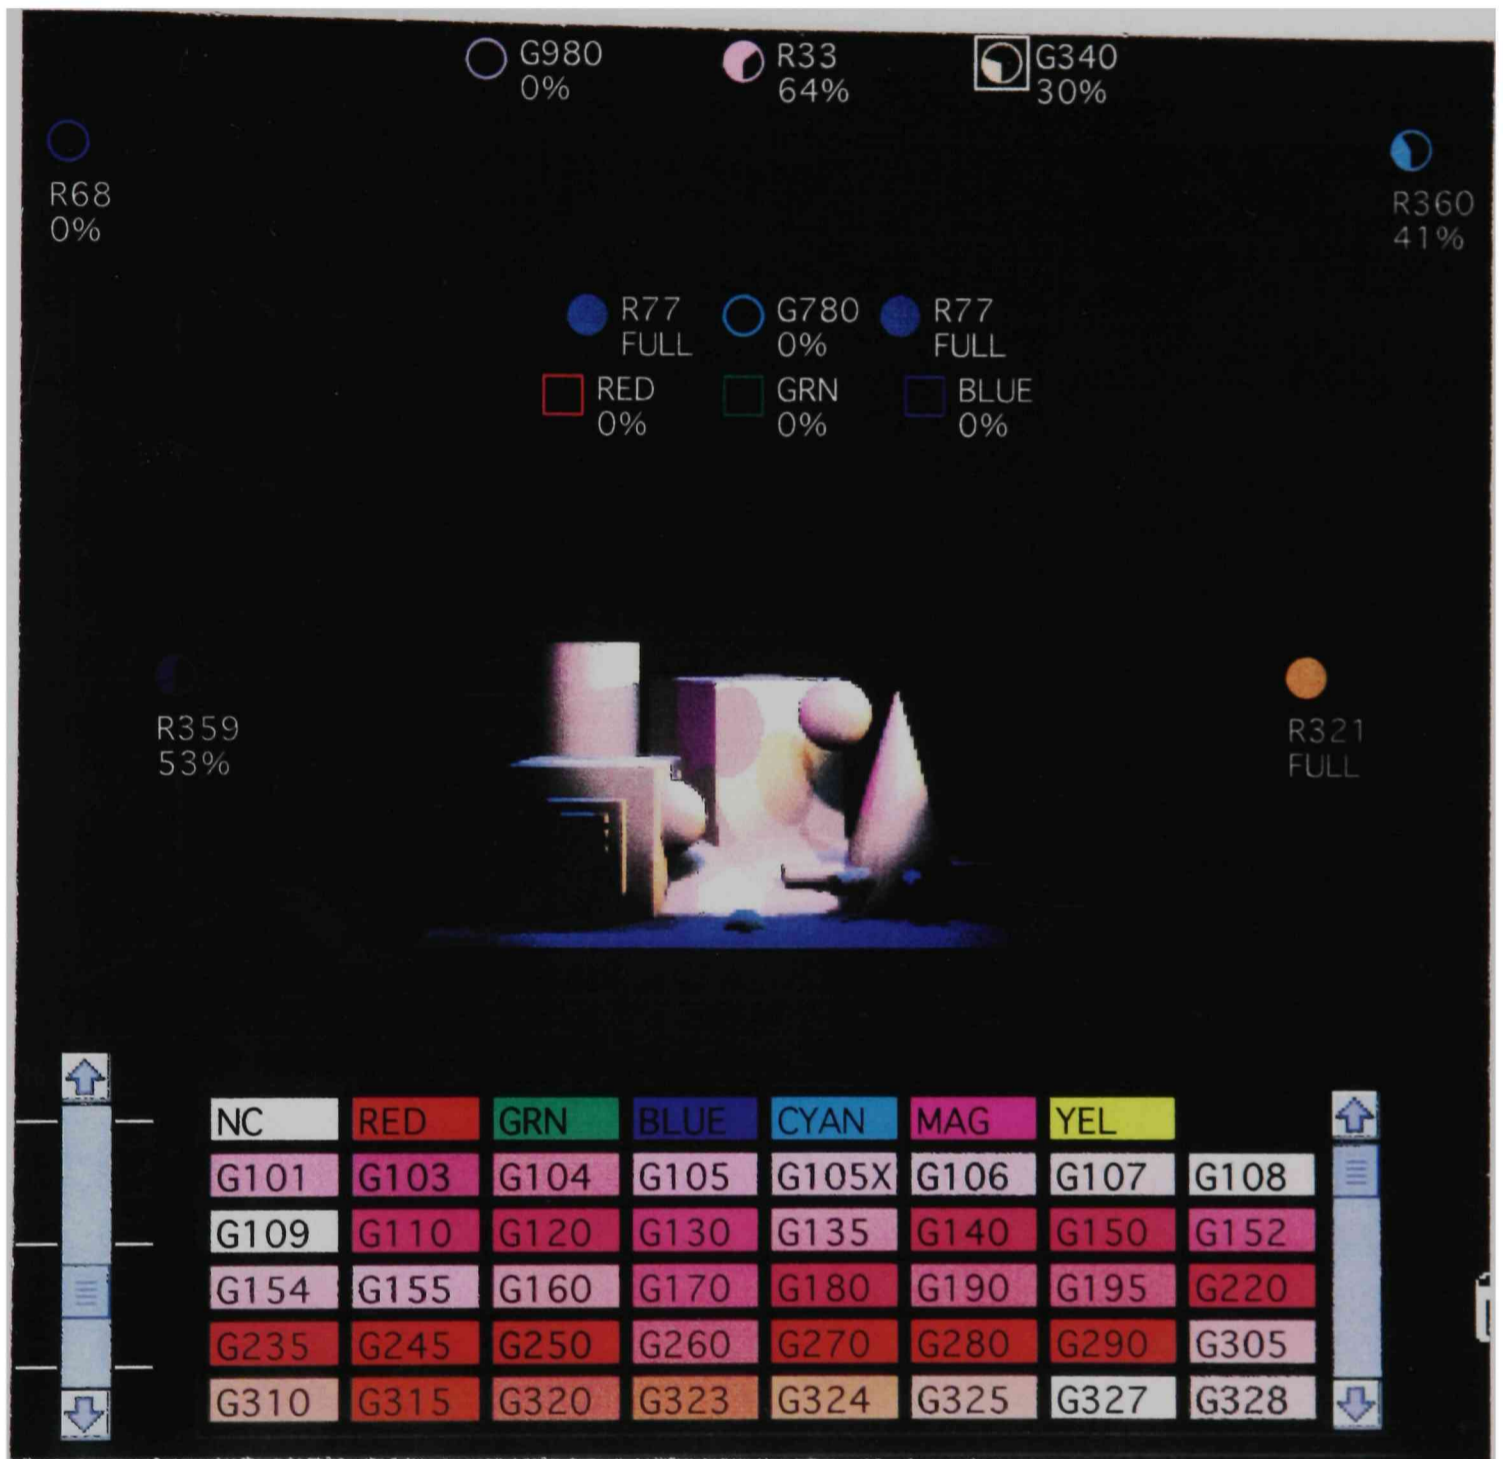 G980
0%
R33
64%
G340
30%
R68
0%
R360
41%
R77
FULL
G780
0%
R77
FULL
RED
0%
GRN
0%
BLUE
0%
R359
53%
R321
FULL
NC RED GRN BLUE CYAN MAG YEL
G101 G103 G104 G105 G105X G106 G107 G108
G109 G110 G120 G130 G135 G140 G150 G152
G154 G155 G160 G170 G180 G190 G195 G220
G235 G245 G250 G260 G270 G280 G290 G305
G310 G315 G320 G323 G324 G325 G327 G328